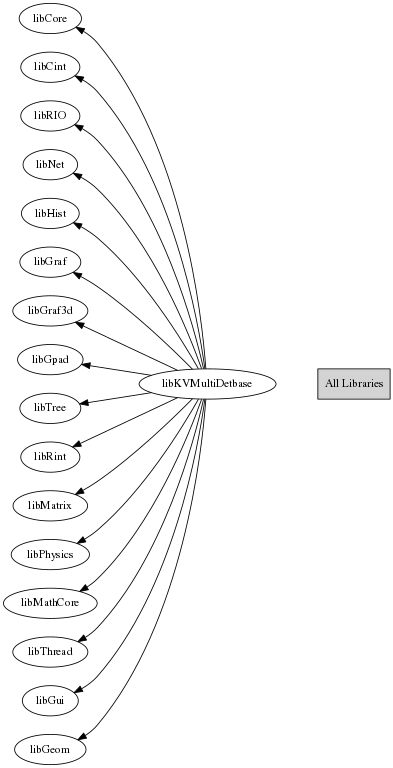 libCore
libCint
libRIO
libNet
libHist
libGraf
libGraf3d
libGpad
libKVMultiDetbase
All Libraries
libTree
libRint
libMatrix
libPhysics
libMathCore
libThread
libGui
libGeom